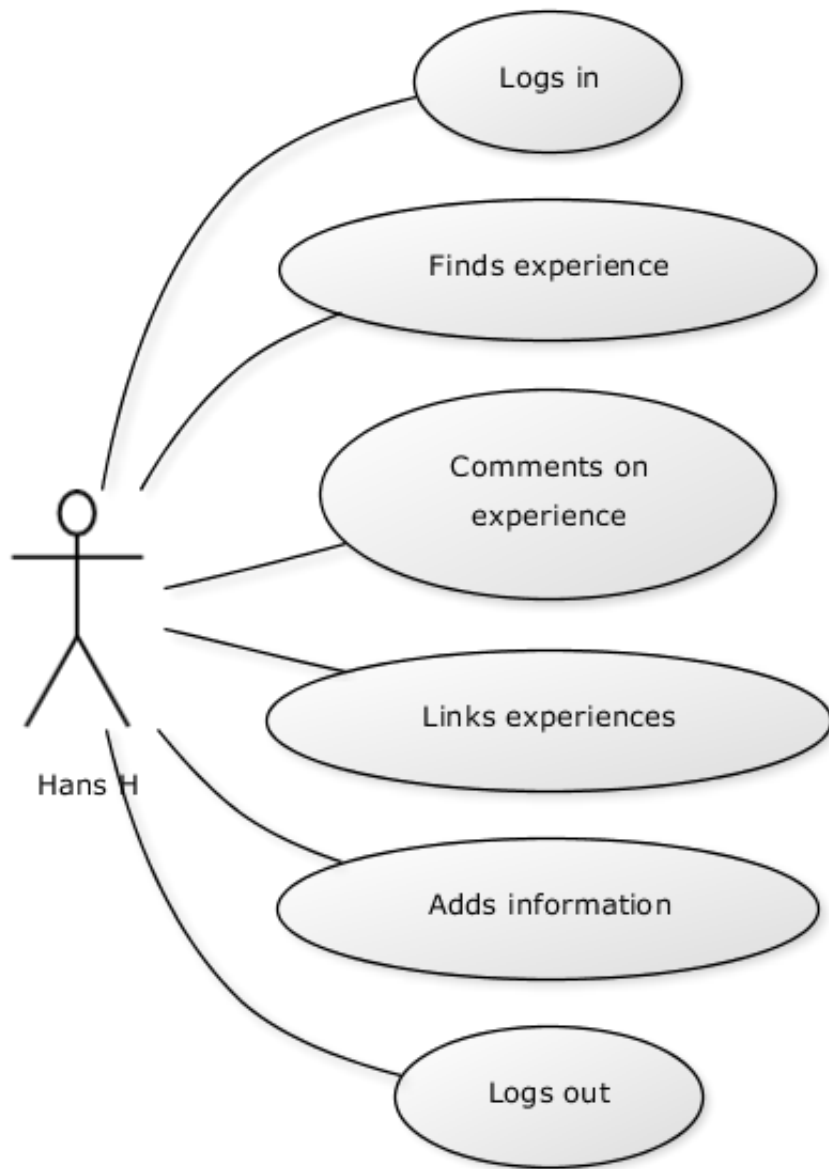 Logs in
Finds experience
Comments on
experience
Links experiences
Hans H
Adds information
Logs out